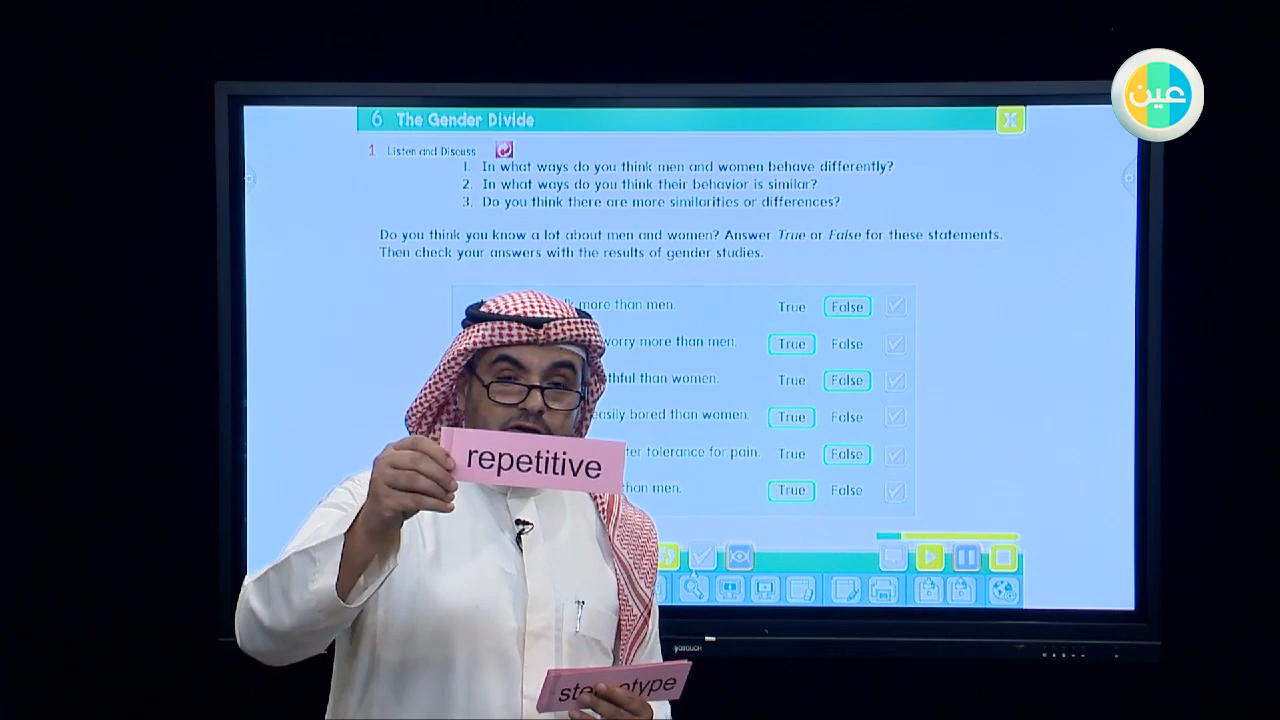 عين
6 The Gender Divide
1 Listen and Discuss
1. In what ways do you think men and women behave differently?
2. In what ways do you think their behavior is similar?
3. Do you think there are more similarities or differences?
Do you think you know a lot about men and women? Answer True or False for these statements.
Then check your answers with the results of gender studies.
more than men. True False
worry more than men. True False
than women. True False
easily bored than women. True False
tolerance for pain. True False
than men. True False
repetitive